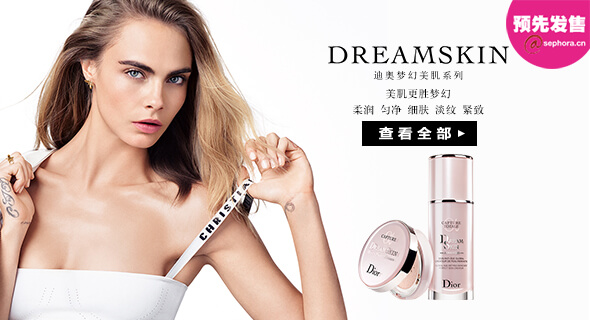 预先发售
@sephora.cn
DREAMSKIN
迪奥梦幻美肌系列
美肌更胜梦幻
柔润 匀净 细肤 淡纹 紧致
查看全部
CHRISTIA
CAPTURE
Dior
CAPTURE
Dior